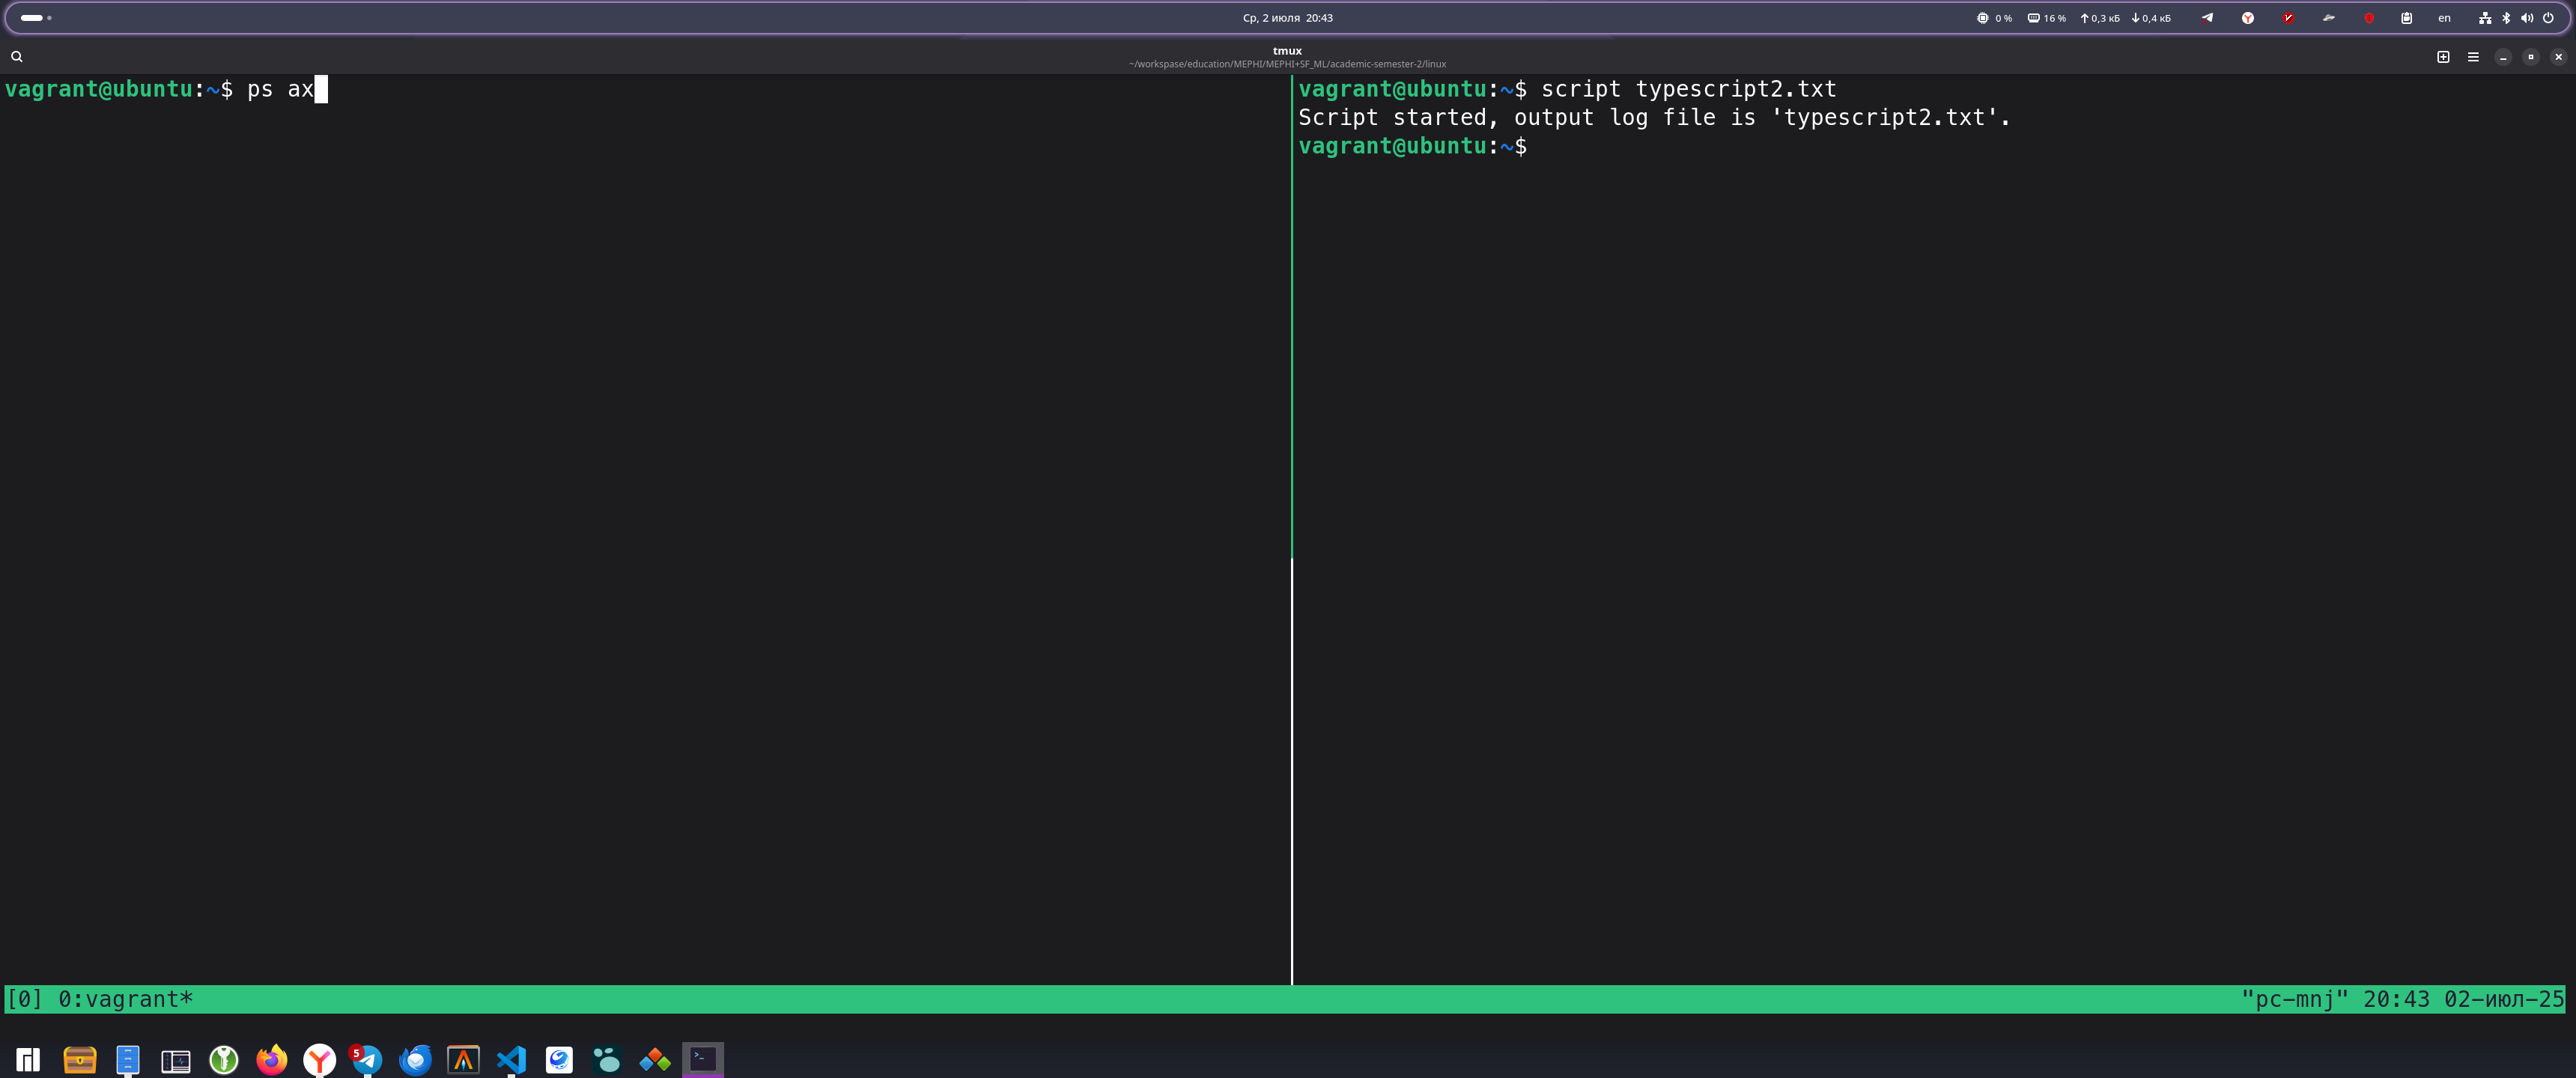 Ср, 2 июля 20:43
0 % 16 % 0,3 кБ 0,4 кБ en
tmux
~/workspase/education/MEPHI/MEPHI+SF_ML/academic-semester-2/linux
vagrant@ubuntu:~$ ps ax
vagrant@ubuntu:~$ script typescript2.txt
Script started, output log file is 'typescript2.txt'.
vagrant@ubuntu:~$
[0] 0:vagrant* "pc-mnj" 20:43 02-июл-25
5